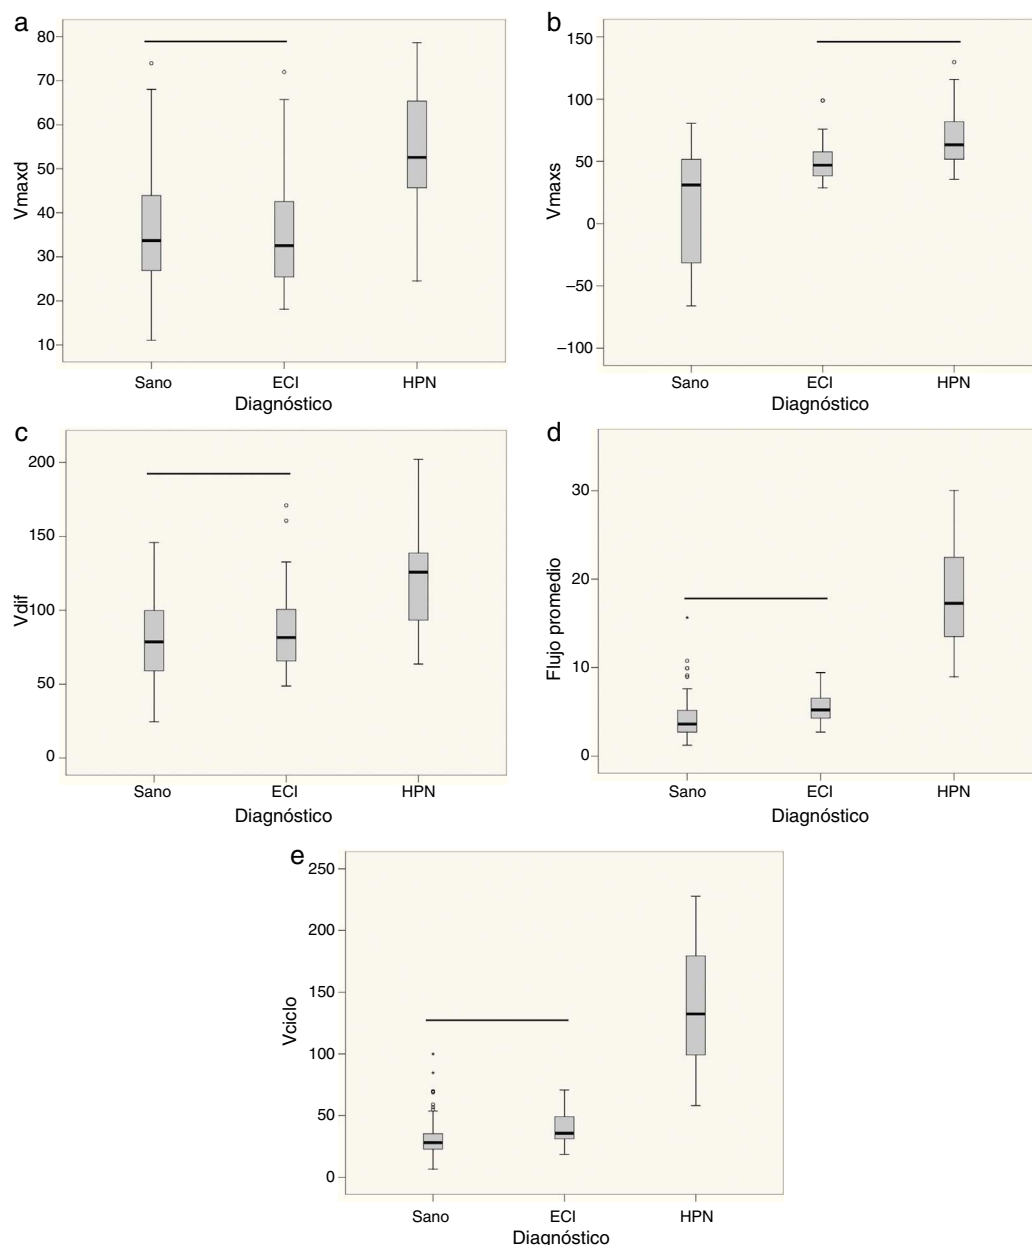 a
80
70
60
50
40
30
20
10
Vmaxd
Sano ECI HPN
Diagnóstico
b
150
100
50
0
−50
−100
Vmaxs
Sano ECI HPN
Diagnóstico
c
200
150
100
50
0
Vdif
Sano ECI HPN
Diagnóstico
d
30
20
10
0
Flujo promedio
Sano ECI HPN
Diagnóstico
e
250
200
150
100
50
0
Vciclo
Sano ECI HPN
Diagnóstico